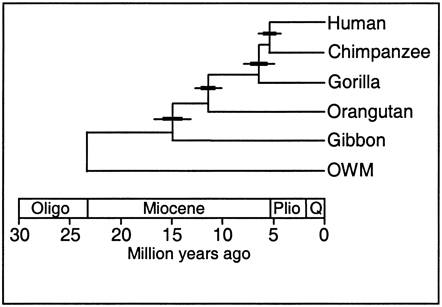 Human
Chimpanzee
Gorilla
Orangutan
Gibbon
OWM
Oligo Miocene Plio Q
30 25 20 15 10 5 0
Million years ago